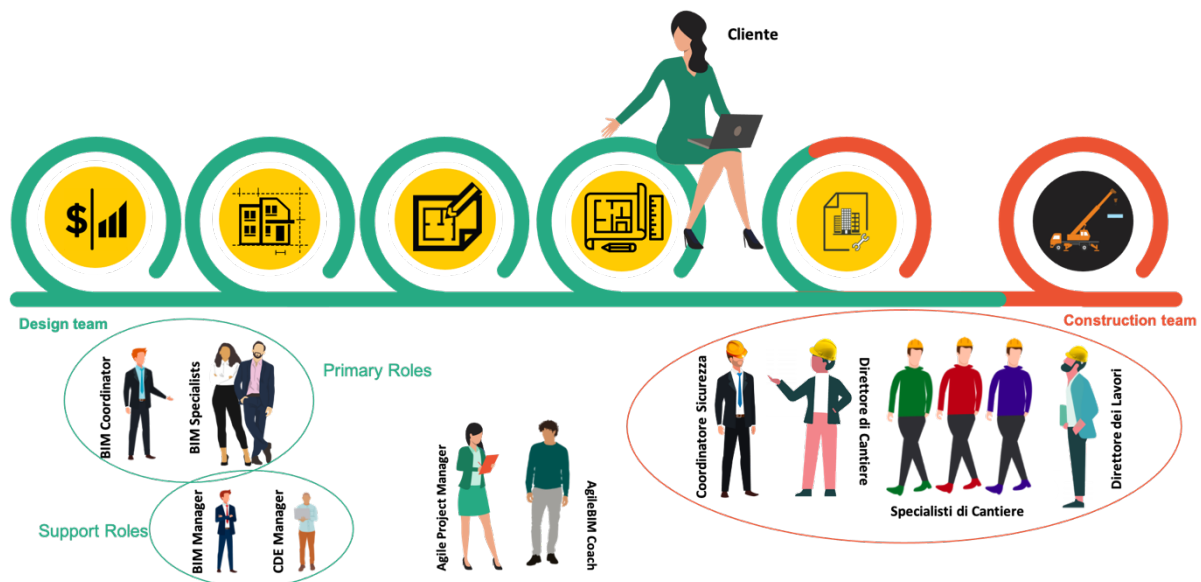 Cliente
$
Design team
Construction team
BIM Coordinator
BIM Specialists
Primary Roles
BIM Manager
CDE Manager
Support Roles
Agile Project Manager
AgileBIM Coach
Coordinatore Sicurezza
Direttore di Cantiere
Specialisti di Cantiere
Direttore dei Lavori